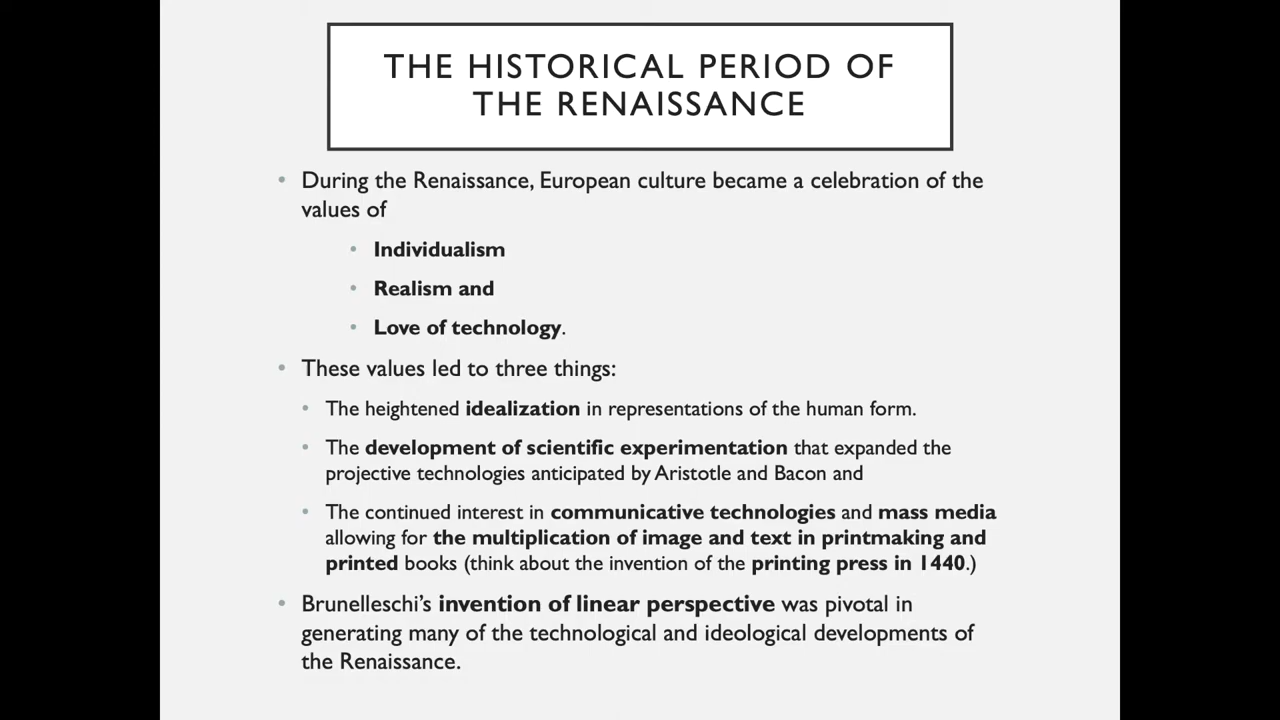 THE HISTORICAL PERIOD OF
THE RENAISSANCE
• During the Renaissance, European culture became a celebration of the
values of
• Individualism
• Realism and
• Love of technology.
• These values led to three things:
• The heightened idealization in representations of the human form.
• The development of scientific experimentation that expanded the
projective technologies anticipated by Aristotle and Bacon and
• The continued interest in communicative technologies and mass media
allowing for the multiplication of image and text in printmaking and
printed books (think about the invention of the printing press in 1440.)
• Brunelleschi's invention of linear perspective was pivotal in
generating many of the technological and ideological developments of
the Renaissance.